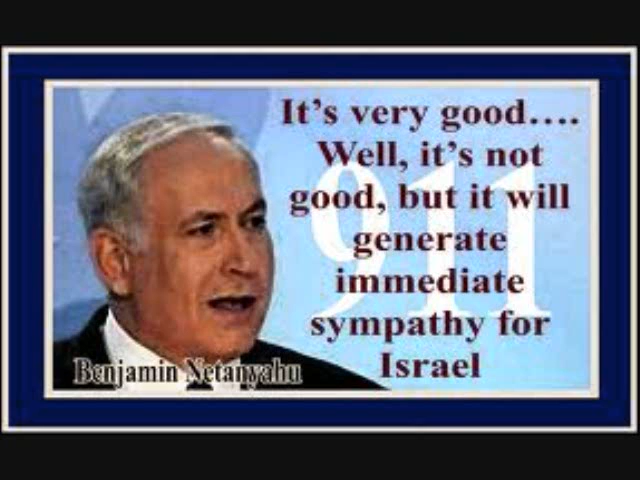 It's very good....
Well, it's not
good, but it will
generate
immediate
sympathy for
Israel
911
Benjamin Netanyahu